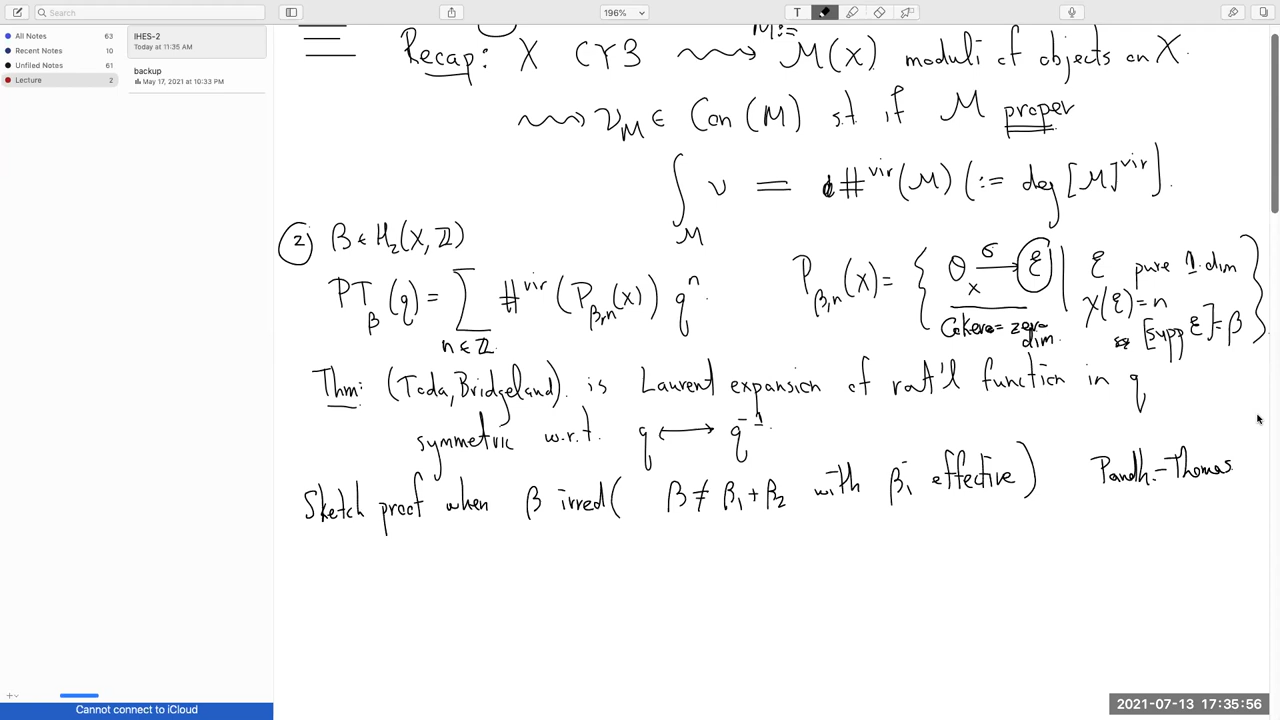 Search
196%
T
All Notes 63
Recent Notes 10
Unfiled Notes 61
Lecture 2
IHES-2
Today at 11:35 AM
backup
May 17, 2021 at 10:33 PM
M:=
Recap: X CY3 ⇝ M(X) moduli of objects on X.
⇝ ν_M ∈ Con(M) s.t. if M proper
∫_M ν = #^vir(M) (:= deg [M]^vir).
② β ∈ H₂(X, Z)
PT_β(q) = ∑_{n∈Z} #^vir(P_{β,n}(X)) q^n.
P_{β,n}(X) = { O_X →^σ E | E pure 1.dim
Coker = zero dim.
χ(E) = n
[supp E] = β }
Thm: (Toda, Bridgeland). is Laurent expansion of rat'l function in q
symmetric w.r.t. q ⟷ q^{-1}.
Sketch proof when β irred( β ≠ β₁ + β₂ with β_i effective) Pandh.-Thomas
Cannot connect to iCloud
2021-07-13 17:35:56